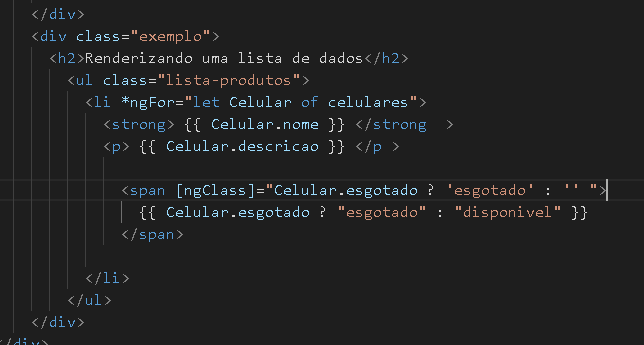 </div>
<div class="exemplo">
<h2>Renderizando uma lista de dados</h2>
<ul class="lista-produtos">
<li *ngFor="let Celular of celulares">
<strong> {{ Celular.nome }} </strong  >
<p> {{ Celular.descricao }} </p >
<span [ngClass]="Celular.esgotado ? 'esgotado' : '' ">
{{ Celular.esgotado ? "esgotado" : "disponivel" }}
</span>
</li>
</ul>
</div>
</div>